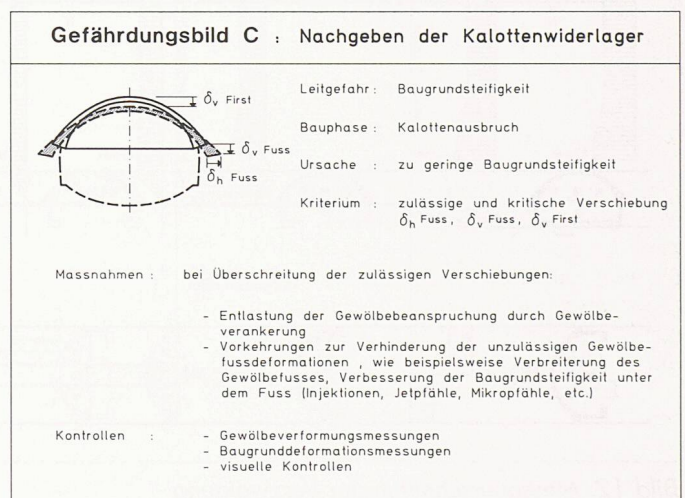 Gefährdungsbild C : Nachgeben der Kalottenwiderlager
δv First
δv Fuss
δh Fuss
Leitgefahr : Baugrundsteifigkeit
Bauphase : Kalottenausbruch
Ursache : zu geringe Baugrundsteifigkeit
Kriterium : zulässige und kritische Verschiebung
δh Fuss, δv Fuss, δv First
Massnahmen : bei Überschreitung der zulässigen Verschiebungen:
- Entlastung der Gewölbebeanspruchung durch Gewölbe-
verankerung
- Vorkehrungen zur Verhinderung der unzulässigen Gewölbe-
fussdeformationen , wie beispielsweise Verbreiterung des
Gewölbefusses, Verbesserung der Baugrundsteifigkeit unter
dem Fuss (Injektionen, Jetpfähle, Mikropfähle, etc.)
Kontrollen : - Gewölbeverformungsmessungen
- Baugrunddeformationsmessungen
- visuelle Kontrollen